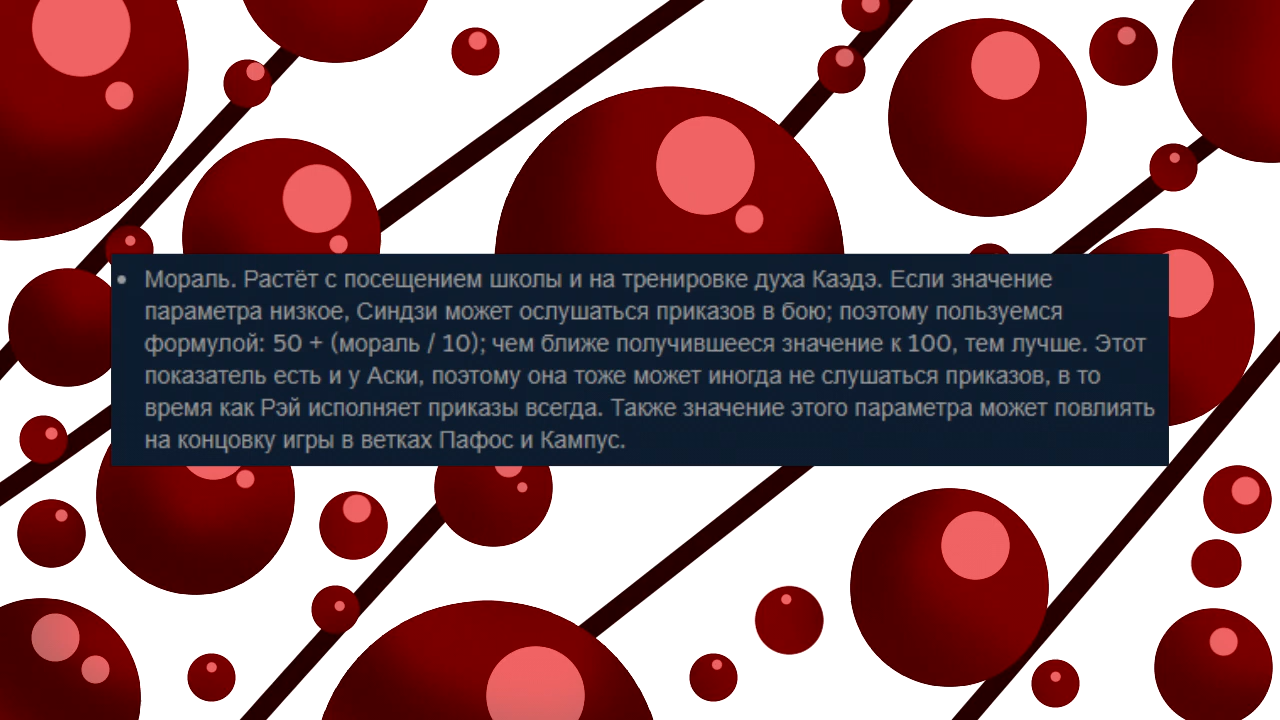 • Мораль. Растёт с посещением школы и на тренировке духа Каэдэ. Если значение
параметра низкое, Синдзи может ослушаться приказов в бою; поэтому пользуемся
формулой: 50 + (мораль / 10); чем ближе получившееся значение к 100, тем лучше. Этот
показатель есть и у Аски, поэтому она тоже может иногда не слушаться приказов, в то
время как Рэй исполняет приказы всегда. Также значение этого параметра может повлиять
на концовку игры в ветках Пафос и Кампус.